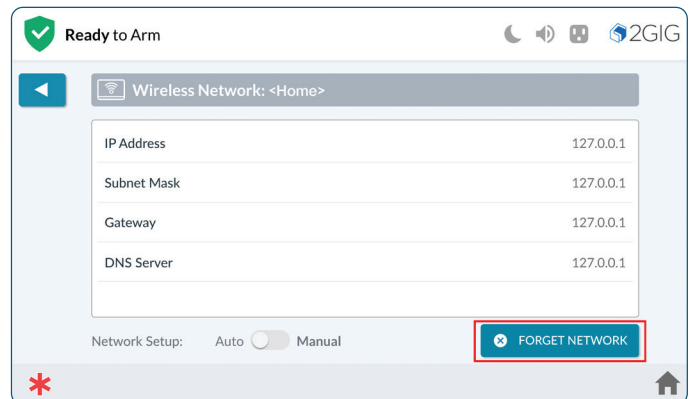 Ready to Arm
2GIG
Wireless Network: <Home>
IP Address 127.0.0.1
Subnet Mask 127.0.0.1
Gateway 127.0.0.1
DNS Server 127.0.0.1
Network Setup: Auto Manual FORGET NETWORK